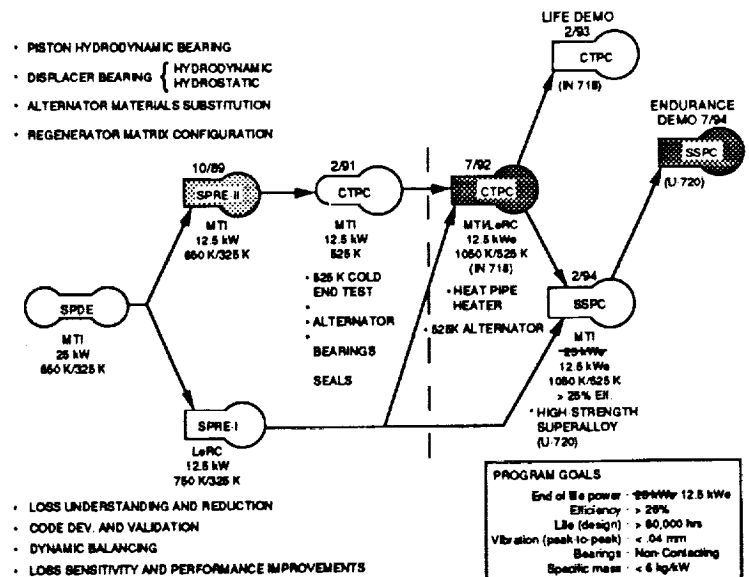 LIFE DEMO
2/93
CTPC
(IN 718)
• PISTON HYDRODYNAMIC BEARING
• DISPLACER BEARING { HYDRODYNAMIC
HYDROSTATIC
• ALTERNATOR MATERIALS SUBSTITUTION
• REGENERATOR MATRIX CONFIGURATION
ENDURANCE
DEMO 7/94
SSPC
(U-720)
10/89
SPRE-II
MTI
12.5 kW
650 K/325 K
2/91
CTPC
MTI
12.5 kW
525 K
• 525 K COLD
END TEST
•
• ALTERNATOR
•
BEARINGS
SEALS
7/92
CTPC
MTI/LeRC
12.5 kWe
1050 K/525 K
(IN 718)
• HEAT PIPE
HEATER
• 525K ALTERNATOR
SPDE
MTI
25 kW
650 K/325 K
2/94
SSPC
MTI
25 kWe
12.5 kWe
1050 K/525 K
> 25% Eff.
• HIGH-STRENGTH
SUPERALLOY
(U-720)
SPRE-I
LeRC
12.5 kW
750 K/325 K
• LOSS UNDERSTANDING AND REDUCTION
• CODE DEV. AND VALIDATION
• DYNAMIC BALANCING
• LOSS SENSITIVITY AND PERFORMANCE IMPROVEMENTS
PROGRAM GOALS
End of life power - 25 kWe 12.5 kWe
Efficiency - > 25%
Life (design) - > 60,000 hrs
Vibration (peak-to-peak) - < .04 mm
Bearings - Non-Contacting
Specific mass - < 6 kg/kW